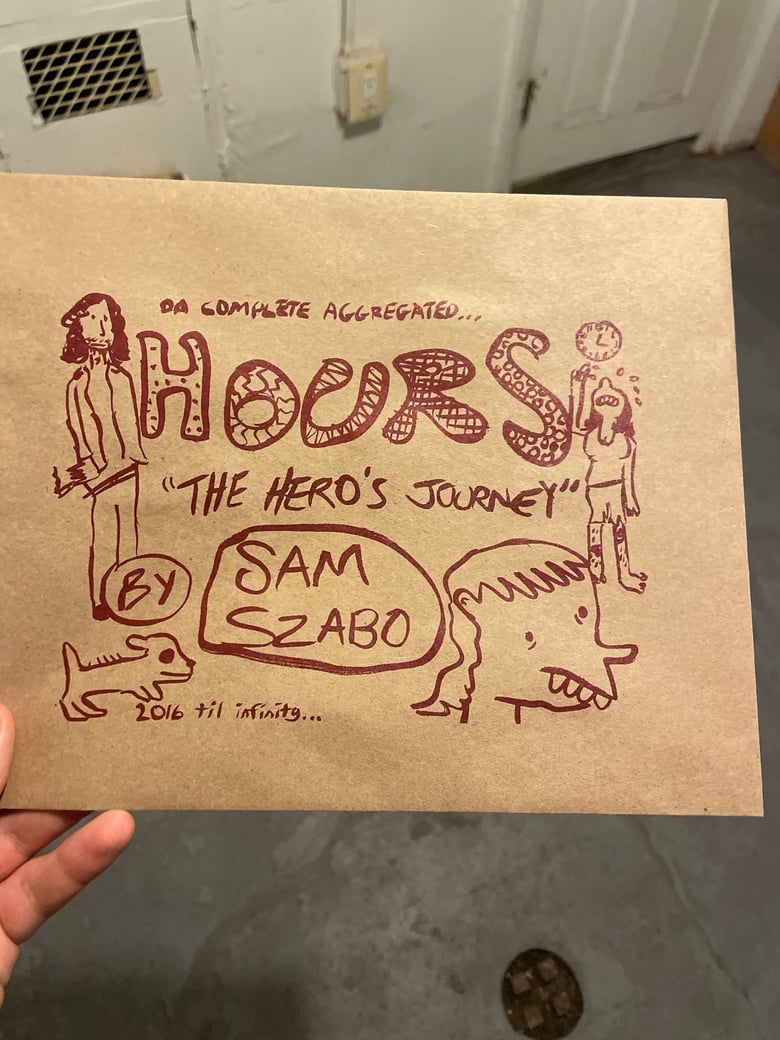 DA COMPLETE AGGREGATED...
HOURS
"THE HERO'S JOURNEY"
BY
SAM
SZABO
2016 til infinity...